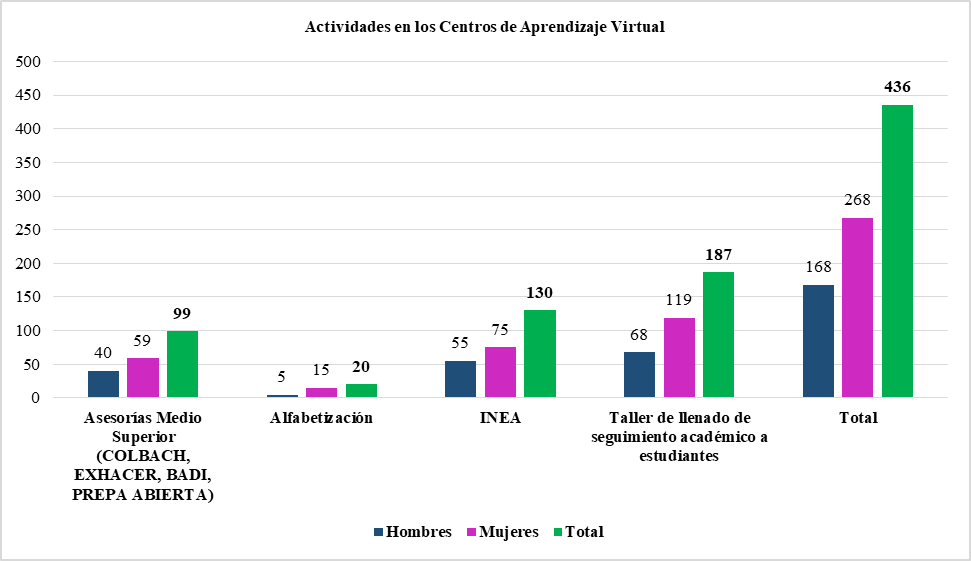 Actividades en los Centros de Aprendizaje Virtual
500
450
400
350
300
250
200
150
100
50
0
40
59
99
5
15
20
55
75
130
68
119
187
168
268
436
Asesorías Medio
Superior
(COLBACH,
EXHACER, BADI,
PREPA ABIERTA)
Alfabetización
INEA
Taller de llenado de
seguimiento académico a
estudiantes
Total
Hombres
Mujeres
Total